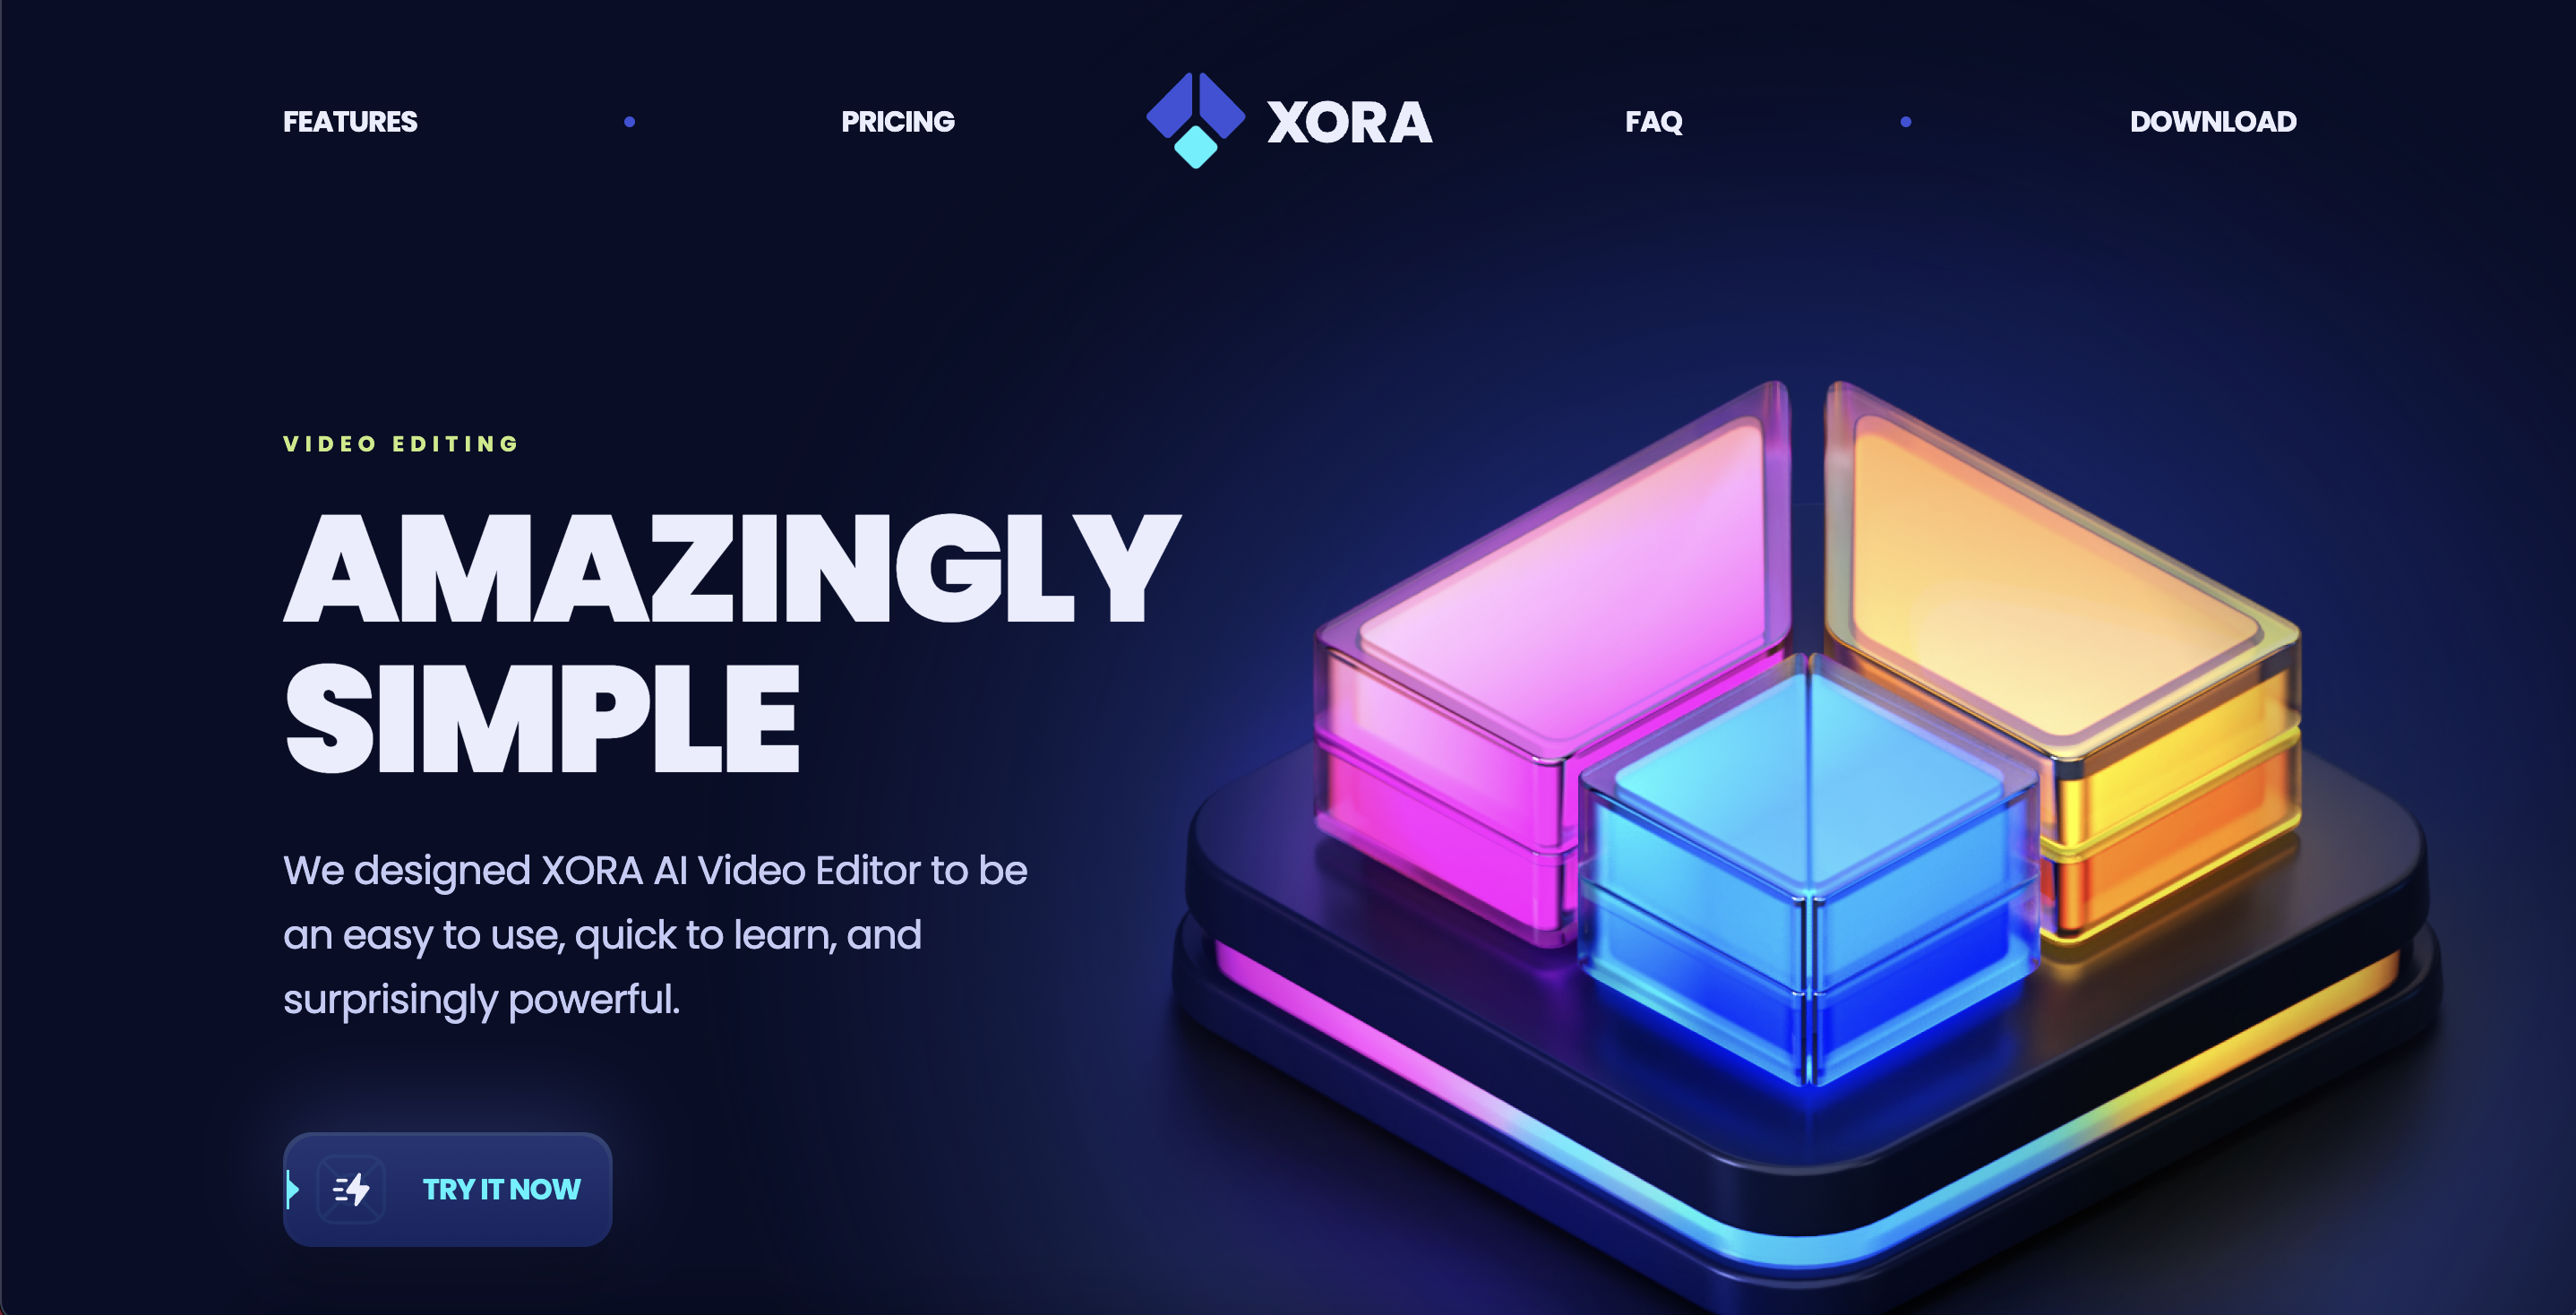 FEATURES
PRICING
XORA
FAQ
DOWNLOAD
VIDEO EDITING
AMAZINGLY
SIMPLE
We designed XORA AI Video Editor to be
an easy to use, quick to learn, and
surprisingly powerful.
TRY IT NOW